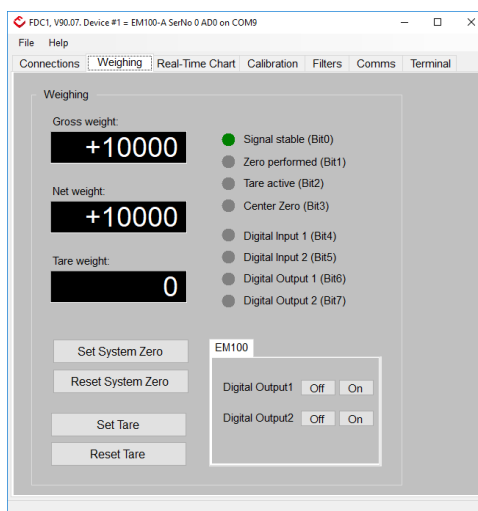 FDC1, V90.07. Device #1 = EM100-A SerNo 0 AD0 on COM9
File Help
Connections Weighing Real-Time Chart Calibration Filters Comms Terminal
Weighing
Gross weight:
+10000
Net weight:
+10000
Tare weight:
0
Signal stable (Bit0)
Zero performed (Bit1)
Tare active (Bit2)
Center Zero (Bit3)
Digital Input 1 (Bit4)
Digital Input 2 (Bit5)
Digital Output 1 (Bit6)
Digital Output 2 (Bit7)
Set System Zero
Reset System Zero
Set Tare
Reset Tare
EM100
Digital Output1 Off On
Digital Output2 Off On